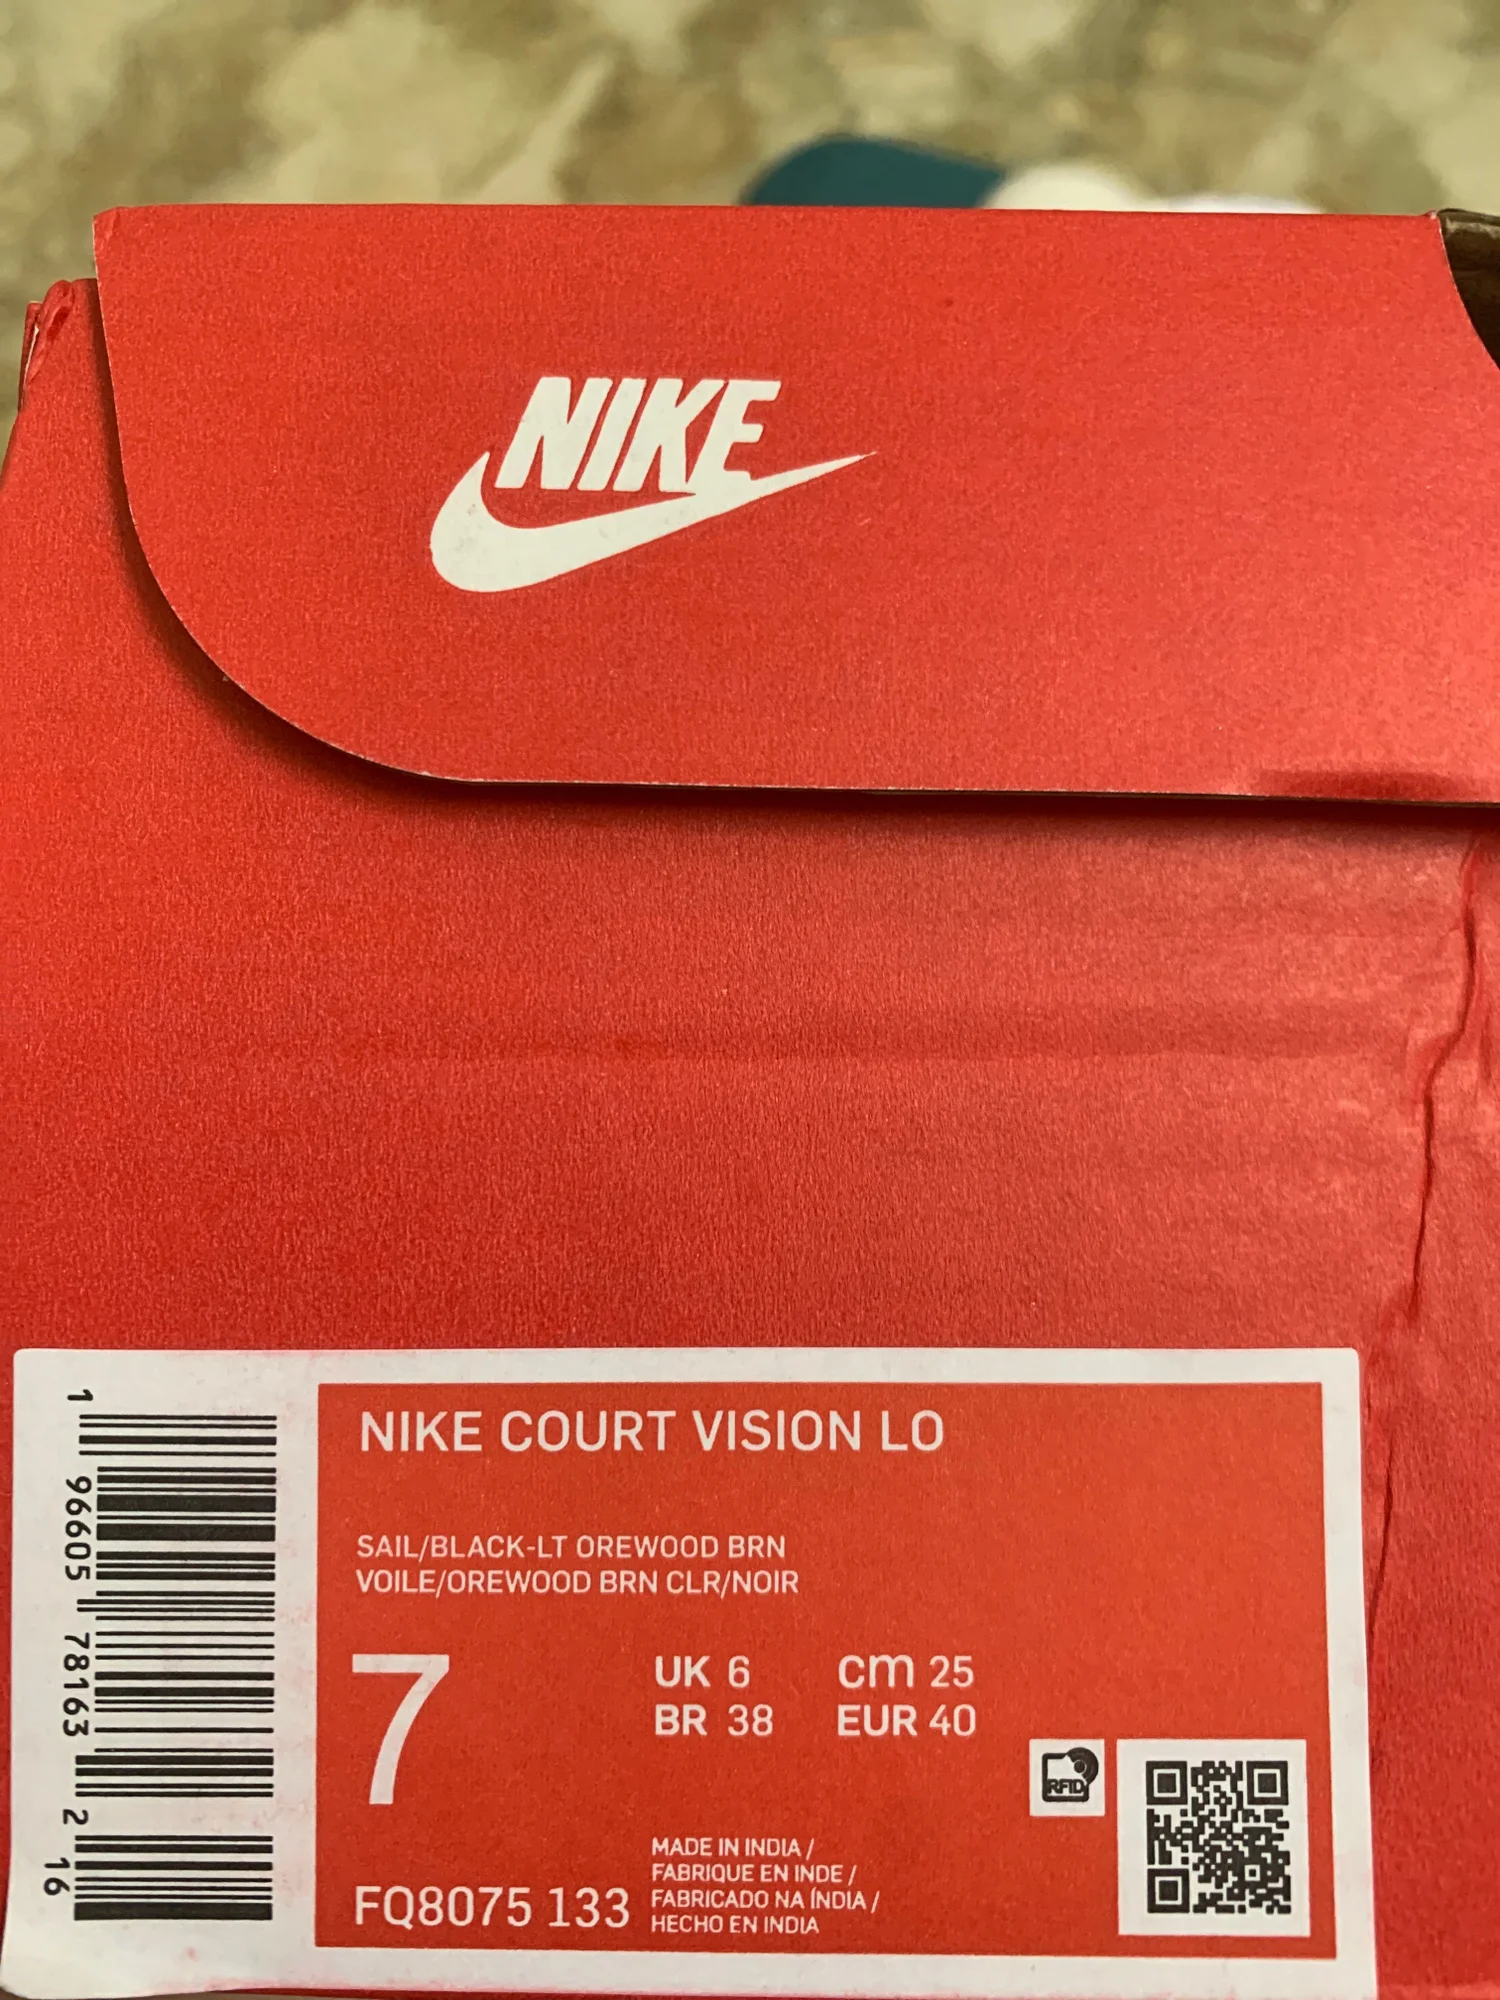 NIKE
NIKE COURT VISION LO
SAIL/BLACK-LT OREWOOD BRN
VOILE/OREWOOD BRN CLR/NOIR
7
UK 6
cm 25
BR 38
EUR 40
RFID
FQ8075 133
MADE IN INDIA /
FABRIQUE EN INDE /
FABRICADO NA ÍNDIA /
HECHO EN INDIA
1 96605 78163 2 16